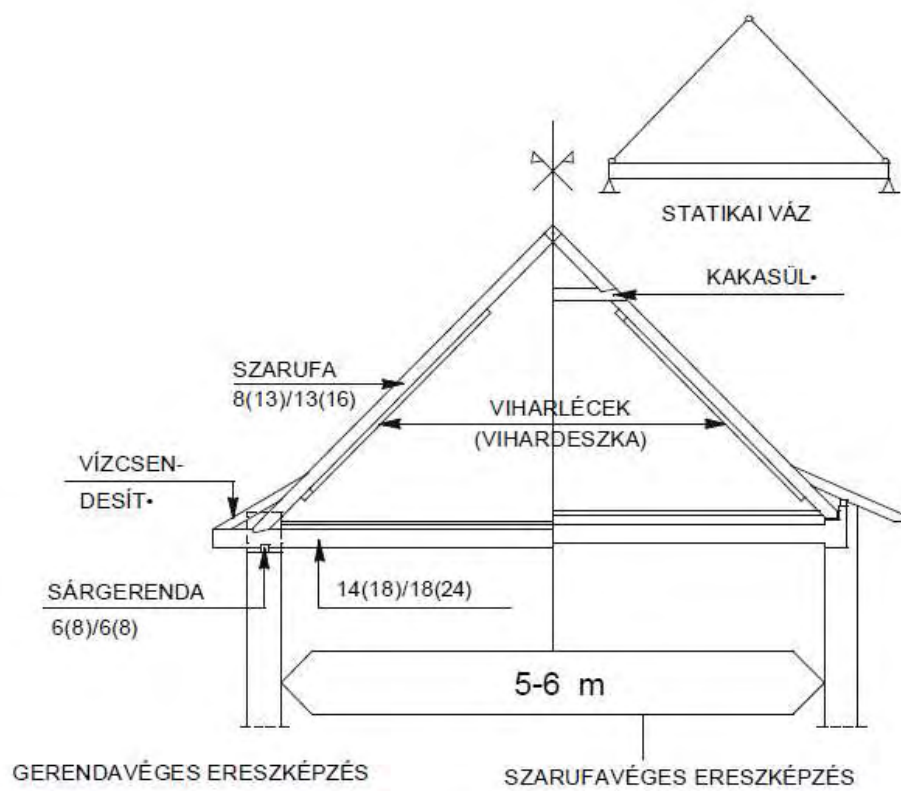 STATIKAI VÁZ
KAKASÜL•
SZARUFA
8(13)/13(16)
VIHARLÉCEK
(VIHARDESZKA)
VÍZCSEN-
DESÍT•
SÁRGERENDA
6(8)/6(8)
14(18)/18(24)
5-6 m
GERENDAVÉGES ERESZKÉPZÉS
SZARUFAVÉGES ERESZKÉPZÉS